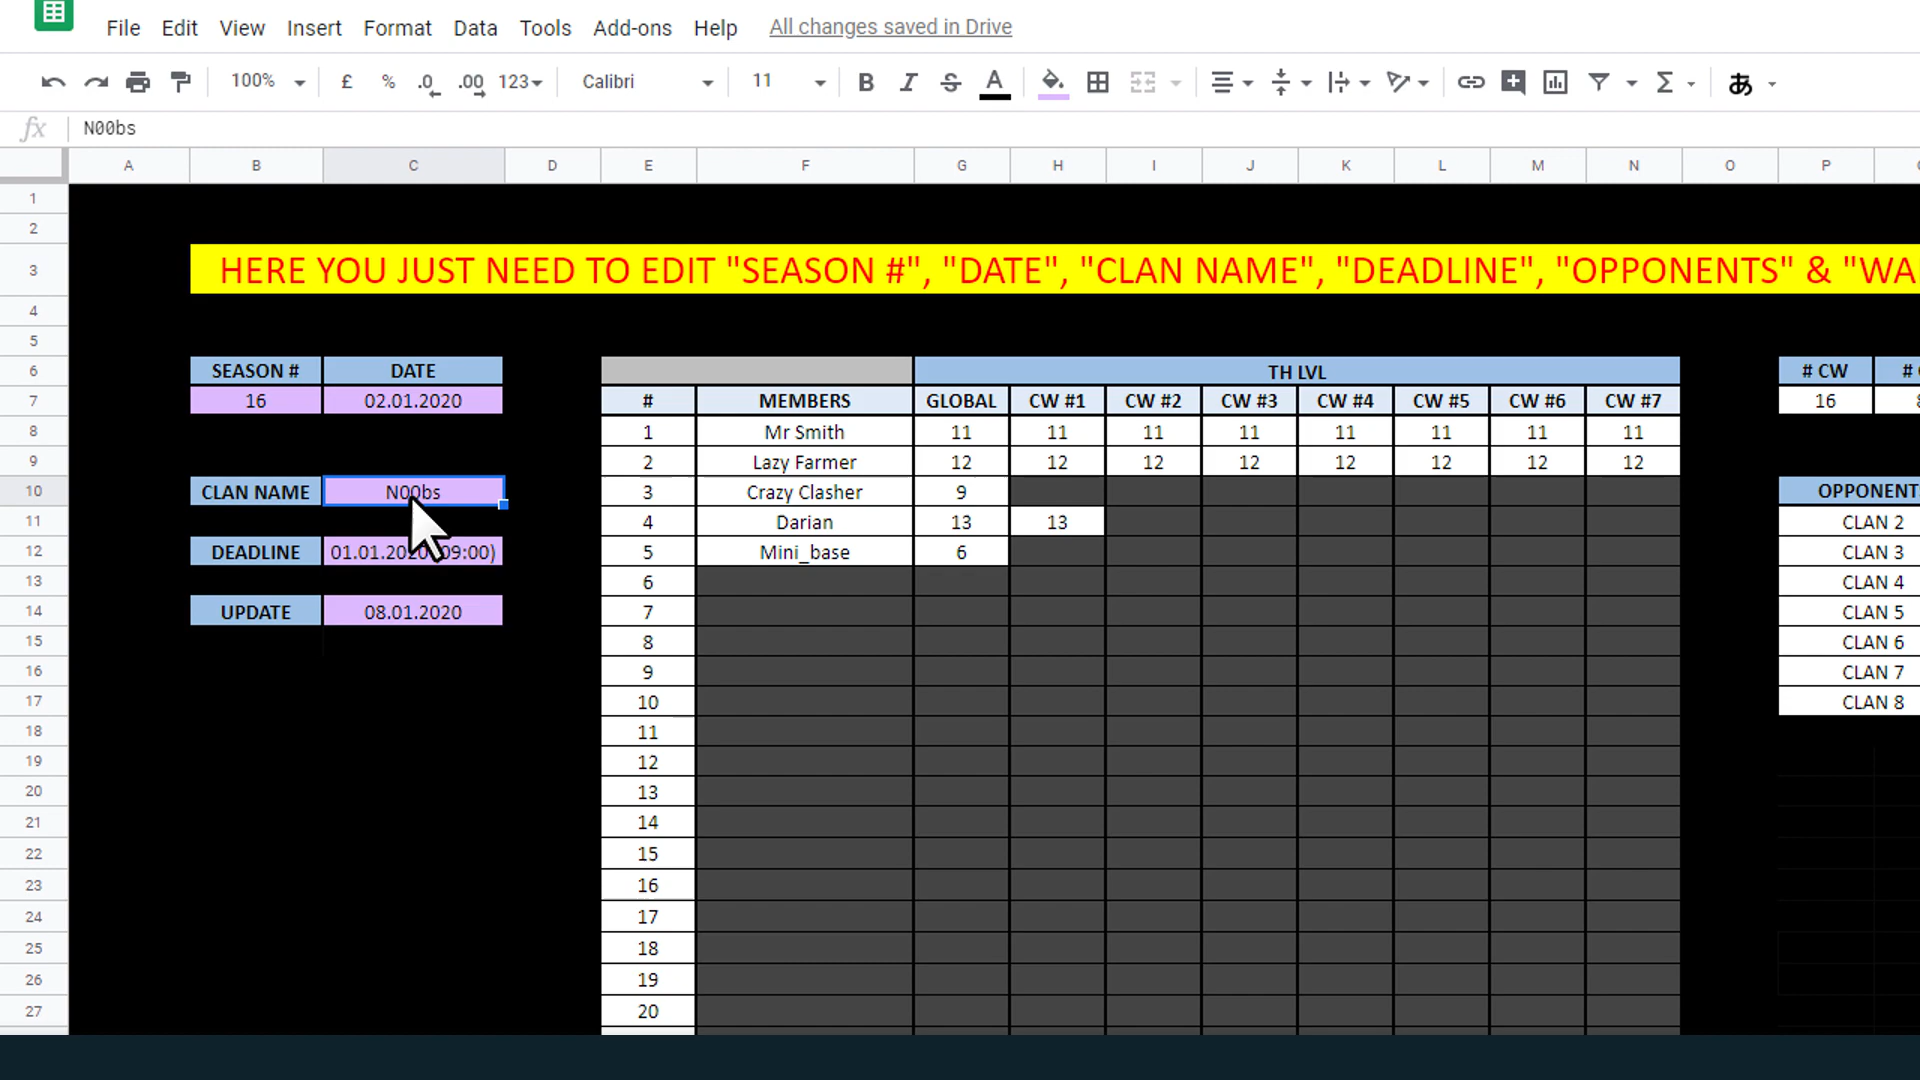 File Edit View Insert Format Data Tools Add-ons Help All changes saved in Drive
100% £ % .0 .00 123 Calibri 11 B I S A Σ あ
fx N00bs
A B C D E F G H I J K L M N O P
1
2
3 HERE YOU JUST NEED TO EDIT "SEASON #", "DATE", "CLAN NAME", "DEADLINE", "OPPONENTS" & "WA
4
5
6 SEASON # DATE TH LVL # CW #
7 16 02.01.2020 # MEMBERS GLOBAL CW #1 CW #2 CW #3 CW #4 CW #5 CW #6 CW #7 16
8 1 Mr Smith 11 11 11 11 11 11 11 11
9 2 Lazy Farmer 12 12 12 12 12 12 12 12
10 CLAN NAME N00bs 3 Crazy Clasher 9 OPPONENT
11 4 Darian 13 13 CLAN 2
12 DEADLINE 01.01.2020 09:00) 5 Mini_base 6 CLAN 3
13 6 CLAN 4
14 UPDATE 08.01.2020 7 CLAN 5
15 8 CLAN 6
16 9 CLAN 7
17 10 CLAN 8
18 11
19 12
20 13
21 14
22 15
23 16
24 17
25 18
26 19
27 20